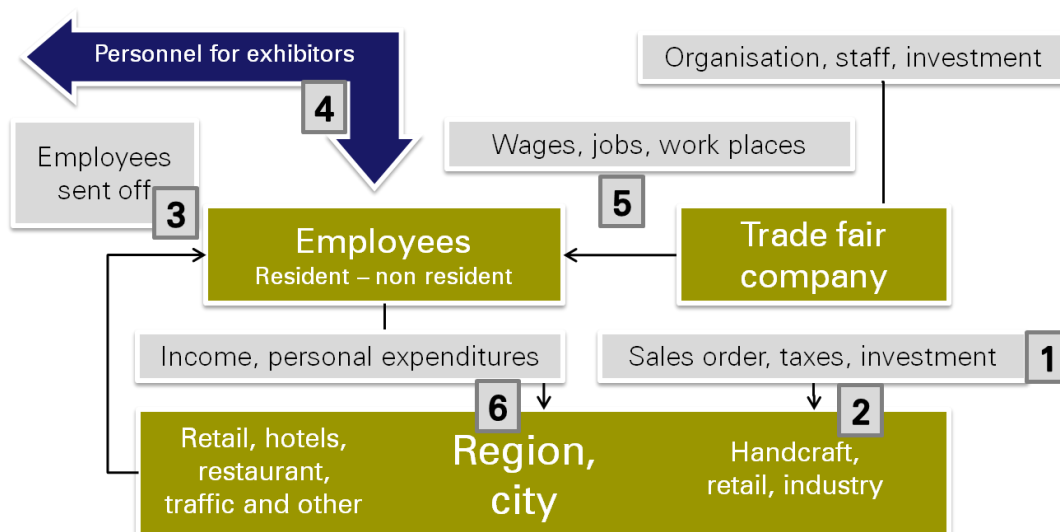 Personnel for exhibitors
4
Organisation, staff, investment
Employees
sent off
3
Wages, jobs, work places
5
Employees
Resident – non resident
Trade fair
company
Income, personal expenditures
6
Sales order, taxes, investment
1
2
Retail, hotels,
restaurant,
traffic and other
Region,
city
Handcraft,
retail, industry